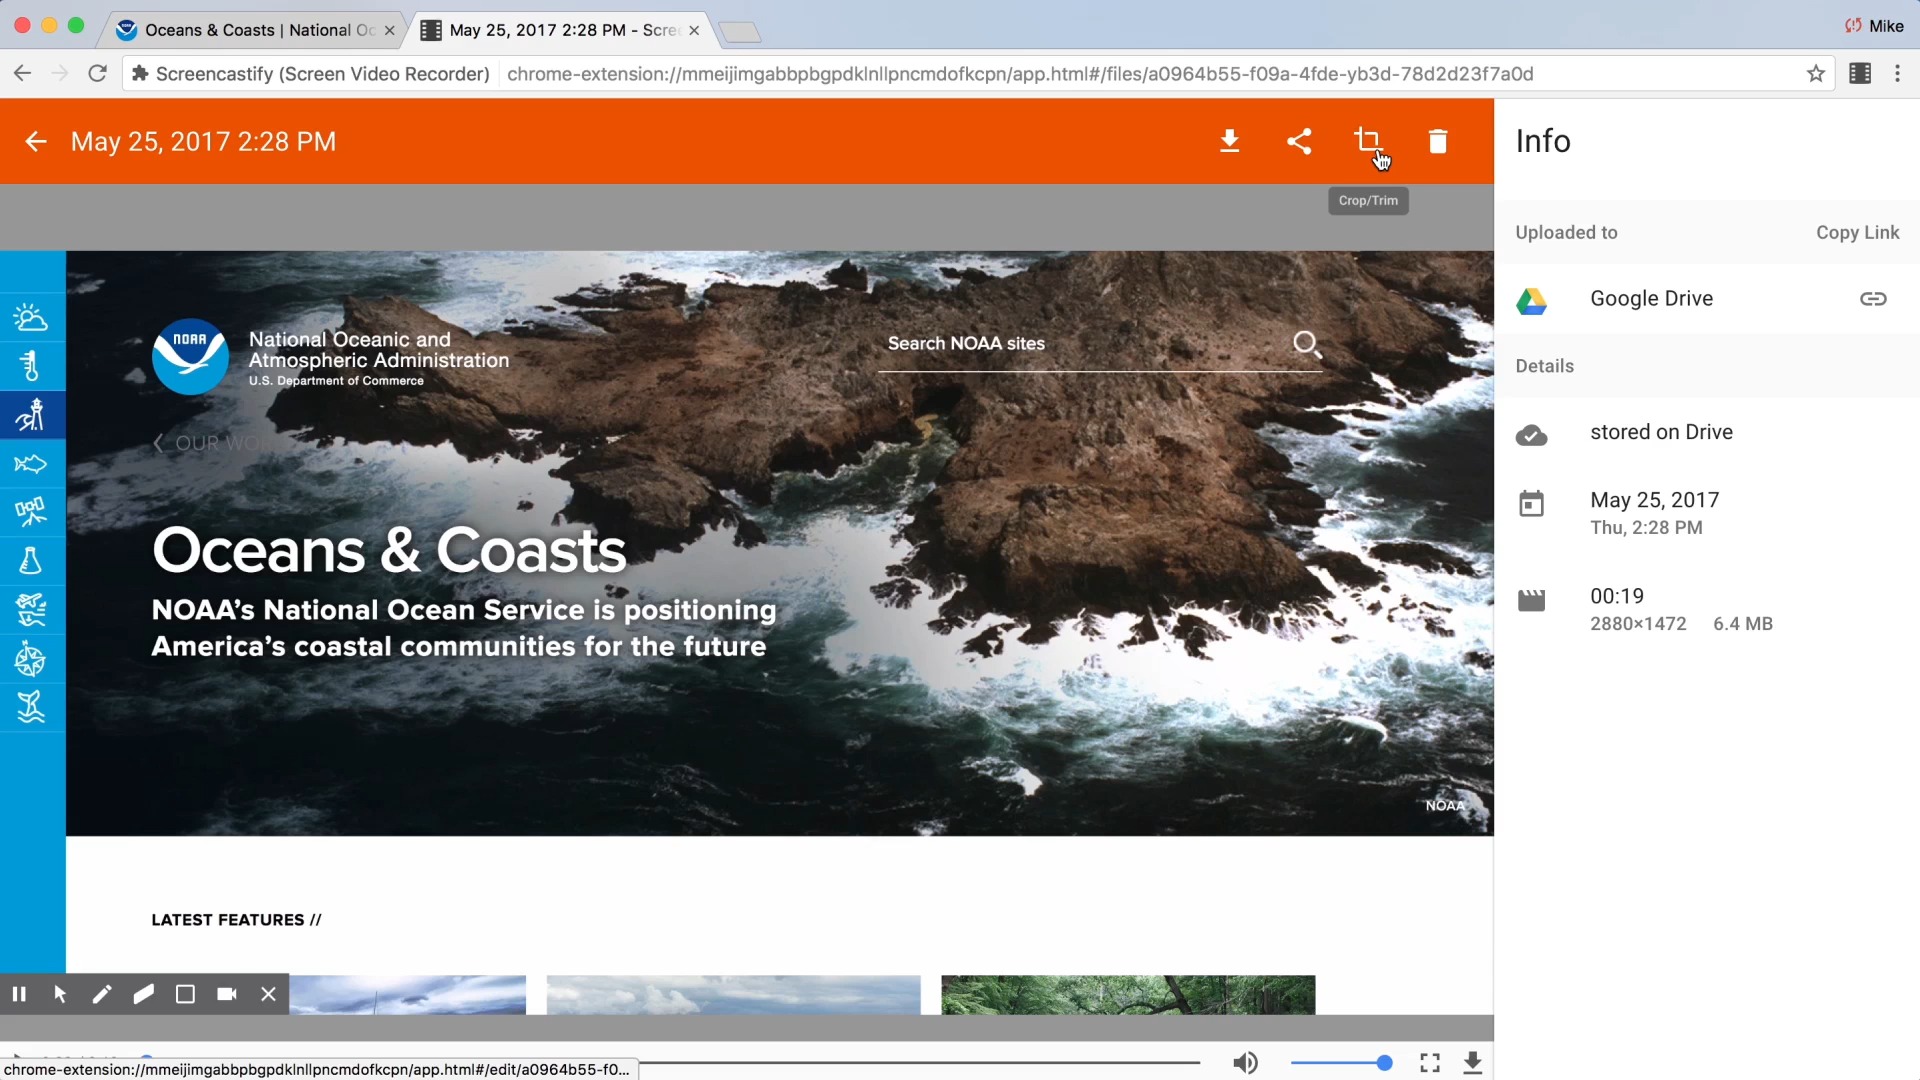 Oceans & Coasts | National Oc
May 25, 2017 2:28 PM - Scre
Mike
Screencastify (Screen Video Recorder)
chrome-extension://mmeijimgabbpbgpdklnllpncmdofkcpn/app.html#/files/a0964b55-f09a-4fde-yb3d-78d2d23f7a0d
May 25, 2017 2:28 PM
Crop/Trim
Info
Uploaded to
Copy Link
Google Drive
Details
stored on Drive
May 25, 2017
Thu, 2:28 PM
00:19
2880×1472 6.4 MB
NOAA
National Oceanic and
Atmospheric Administration
U.S. Department of Commerce
Search NOAA sites
OUR WOR
Oceans & Coasts
NOAA's National Ocean Service is positioning
America's coastal communities for the future
NOAA
LATEST FEATURES //
chrome-extension://mmeijimgabbpbgpdklnllpncmdofkcpn/app.html#/edit/a0964b55-f0...